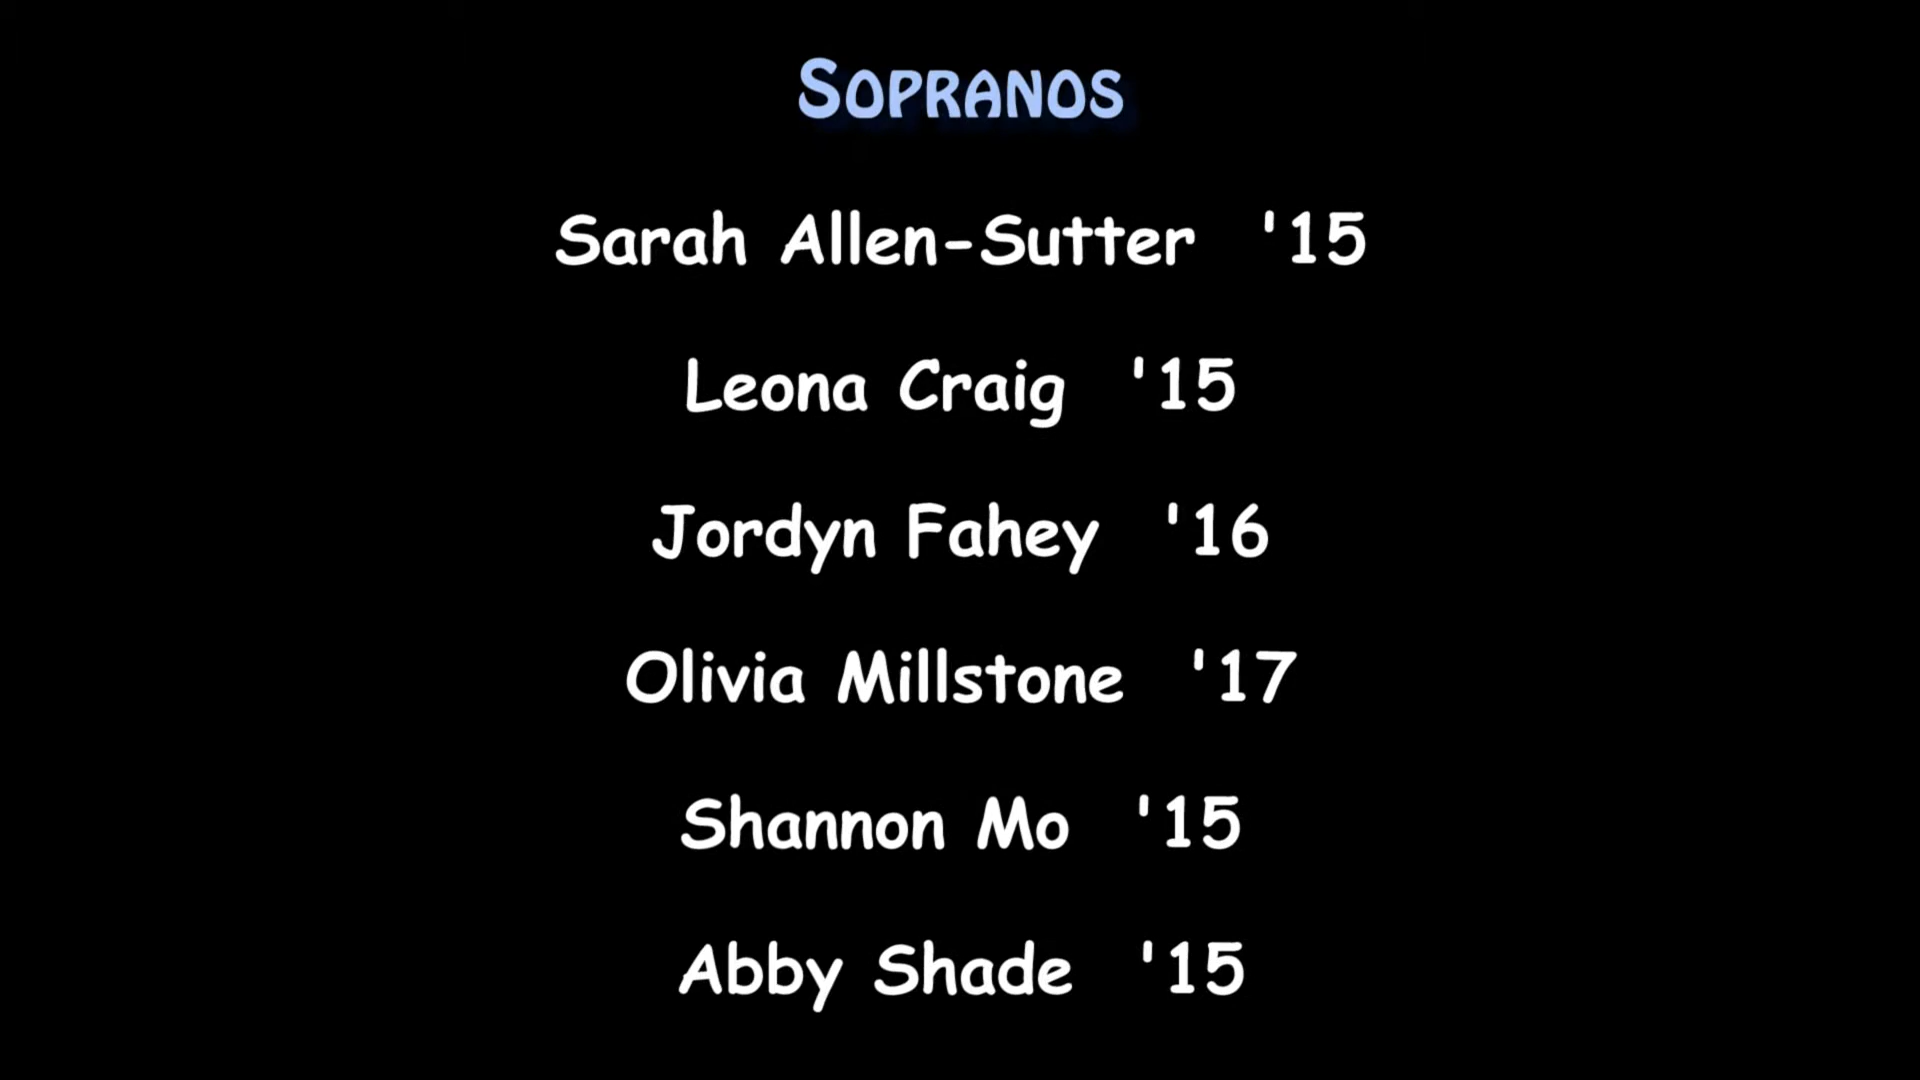 Sopranos
Sarah Allen-Sutter '15
Leona Craig '15
Jordyn Fahey '16
Olivia Millstone '17
Shannon Mo '15
Abby Shade '15